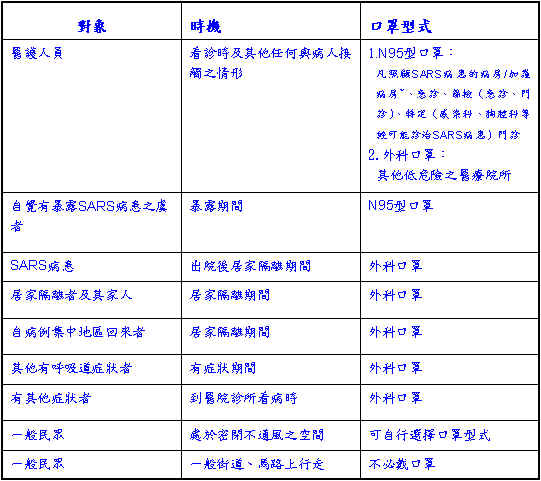 對象 時機 口罩型式
醫護人員 看診時及其他任何與病人接觸之情形 1.N95型口罩：
凡照顧SARS病患的病房/加護
病房~、急診、篩檢（急診、門
診)、特定（感染科、胸腔科等
經可能診治SARS病患）門診
2.外科口罩：
其他低危險之醫療院所
自覺有暴露SARS病患之虞者 暴露期間 N95型口罩
SARS病患 出院後居家隔離期間 外科口罩
居家隔離者及其家人 居家隔離期間 外科口罩
自病例集中地區回來者 居家隔離期間 外科口罩
其他有呼吸道症狀者 有症狀期間 外科口罩
有其他症狀者 到醫院診所看病時 外科口罩
一般民眾 處於密閉不通風之空間 可自行選擇口罩型式
一般民眾 一般街道、馬路上行走 不必戴口罩